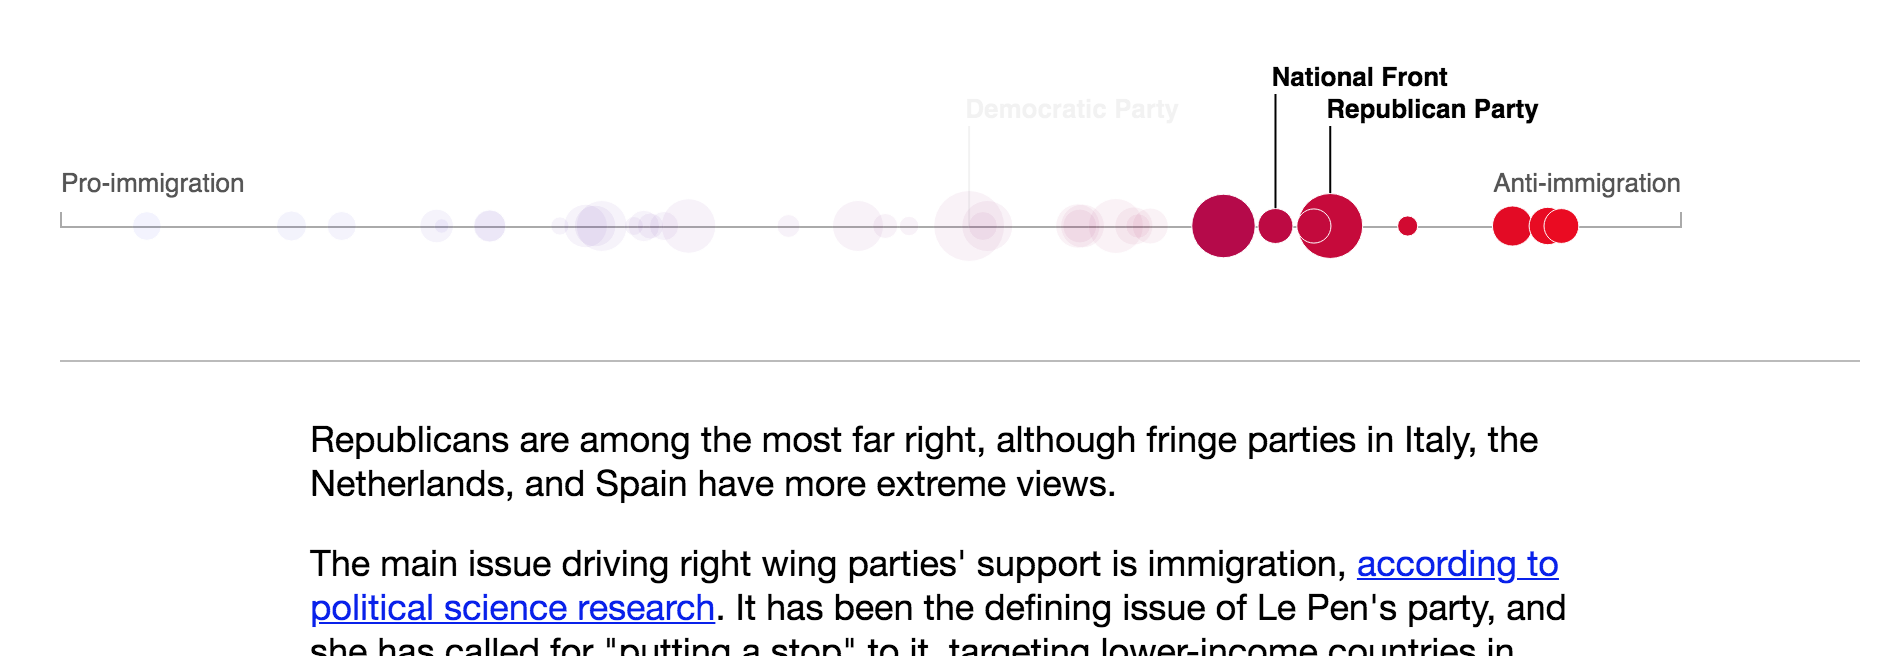 National Front
Democratic Party
Republican Party
Pro-immigration
Anti-immigration
Republicans are among the most far right, although fringe parties in Italy, the
Netherlands, and Spain have more extreme views.
The main issue driving right wing parties' support is immigration, according to
political science research. It has been the defining issue of Le Pen's party, and
she has called for "putting a stop" to it, targeting lower-income countries in